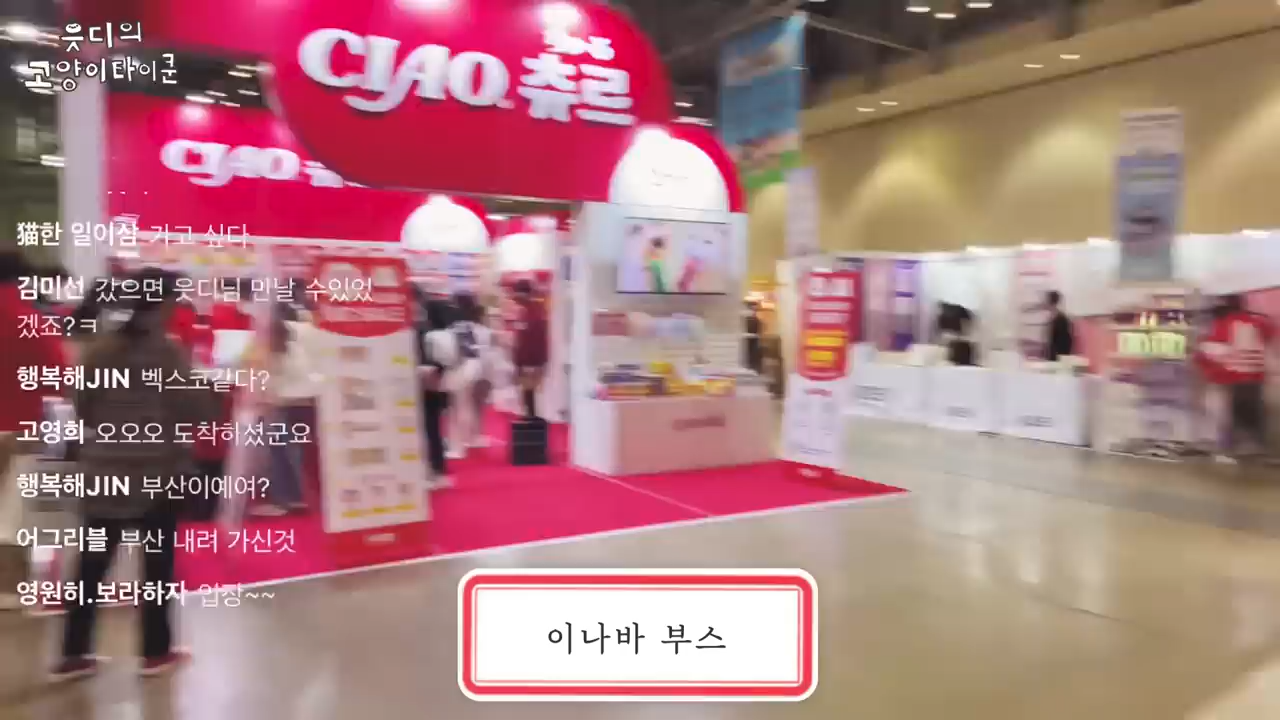 웃디의
고양이타이쿤
CIAO 츄르
CIAO
猫한 일이삼 가고 싶다
김미선 갔으면 웃디님 만날 수있었
겠죠?ㅋ
행복해JIN 벡스코같다?
고영희 오오오 도착하셨군요
행복해JIN 부산이예여?
어그리블 부산 내려 가신것
영원히.보라하자 입장~~
이나바 부스